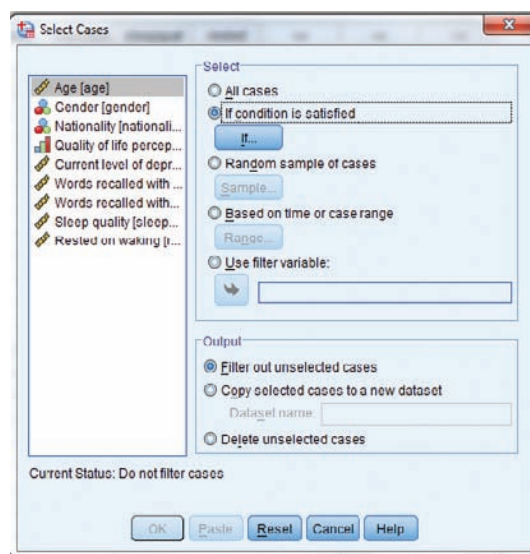 Select Cases
Age [age]
Gender [gender]
Nationality [nationali...
Quality of life percep...
Current level of depr...
Words recalled with ...
Words recalled with...
Sleep quality [sleep...
Rested on waking [r...
Select
All cases
If condition is satisfied
If...
Random sample of cases
Sample...
Based on time or case range
Range...
Use filter variable:
Output
Filter out unselected cases
Copy selected cases to a new dataset
Dataset name:
Delete unselected cases
Current Status: Do not filter cases
OK Paste Reset Cancel Help